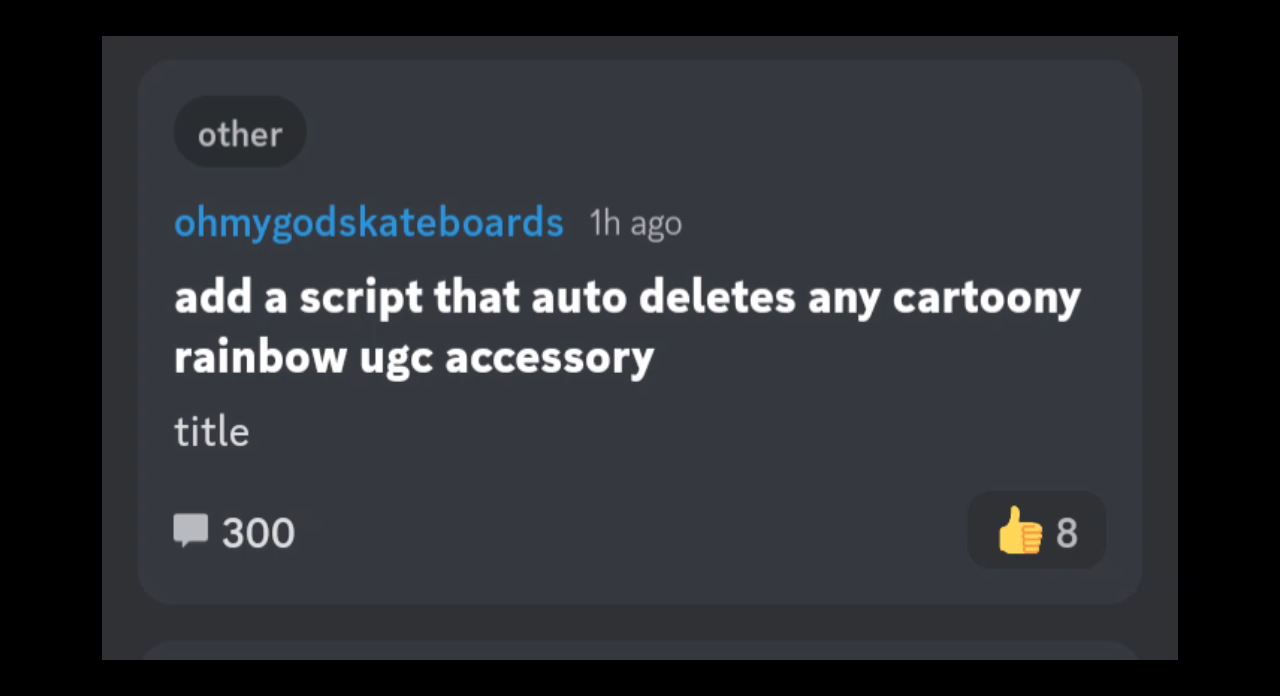 other
ohmygodskateboards 1h ago
add a script that auto deletes any cartoony
rainbow ugc accessory
title
300
8